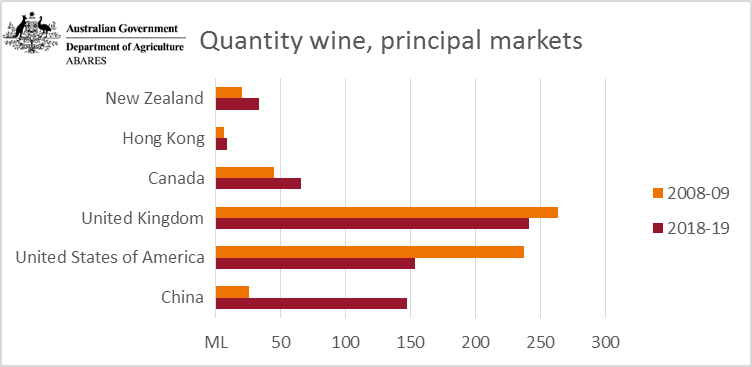 Australian Government
Department of Agriculture
ABARES
Quantity wine, principal markets
New Zealand
Hong Kong
Canada
United Kingdom
United States of America
China
2008-09
2018-19
ML 50 100 150 200 250 300